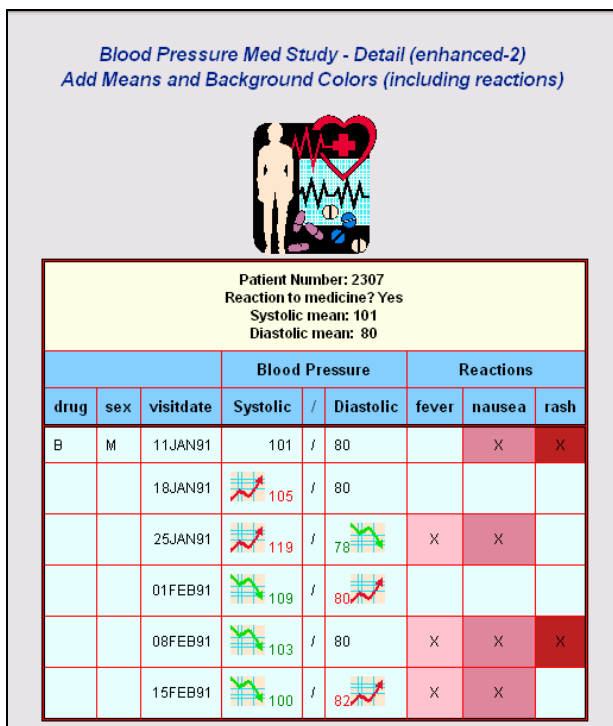 Blood Pressure Med Study - Detail (enhanced-2)
Add Means and Background Colors (including reactions)
Patient Number: 2307
Reaction to medicine? Yes
Systolic mean: 101
Diastolic mean: 80
Blood Pressure Reactions
drug sex visitdate Systolic / Diastolic fever nausea rash
B M 11JAN91 101 / 80 X X
18JAN91 105 / 80
25JAN91 119 / 78 X X
01FEB91 109 / 80
08FEB91 103 / 80 X X X
15FEB91 100 / 82 X X